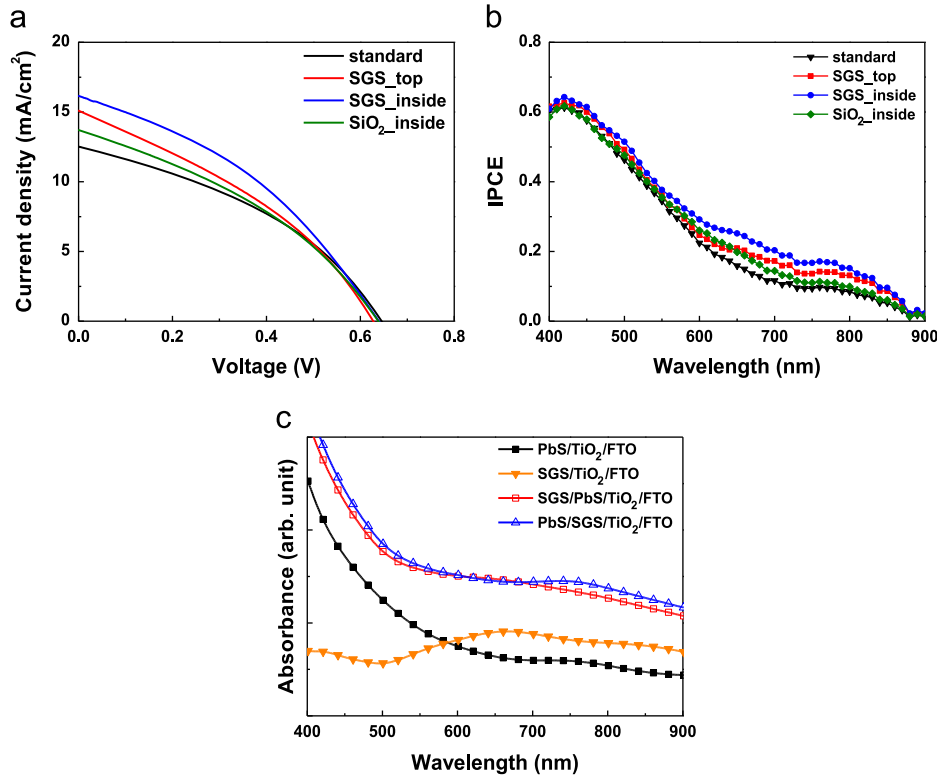 a
20
15
10
5
0
0.0 0.2 0.4 0.6 0.8
Current density (mA/cm²)
Voltage (V)
standard
SGS_top
SGS_inside
SiO₂_inside
b
0.8
0.6
0.4
0.2
0.0
400 500 600 700 800 900
IPCE
Wavelength (nm)
standard
SGS_top
SGS_inside
SiO₂_inside
c
Absorbance (arb. unit)
400 500 600 700 800 900
Wavelength (nm)
PbS/TiO₂/FTO
SGS/TiO₂/FTO
SGS/PbS/TiO₂/FTO
PbS/SGS/TiO₂/FTO